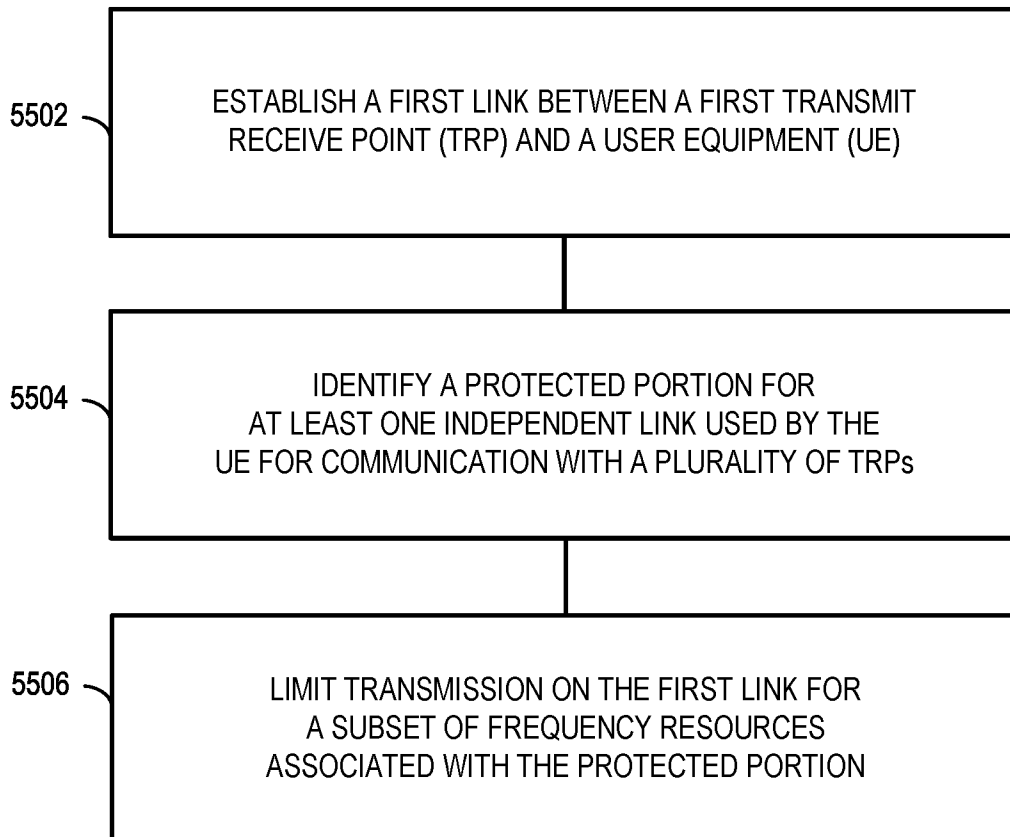 5502
ESTABLISH A FIRST LINK BETWEEN A FIRST TRANSMIT
RECEIVE POINT (TRP) AND A USER EQUIPMENT (UE)
5504
IDENTIFY A PROTECTED PORTION FOR
AT LEAST ONE INDEPENDENT LINK USED BY THE
UE FOR COMMUNICATION WITH A PLURALITY OF TRPs
5506
LIMIT TRANSMISSION ON THE FIRST LINK FOR
A SUBSET OF FREQUENCY RESOURCES
ASSOCIATED WITH THE PROTECTED PORTION